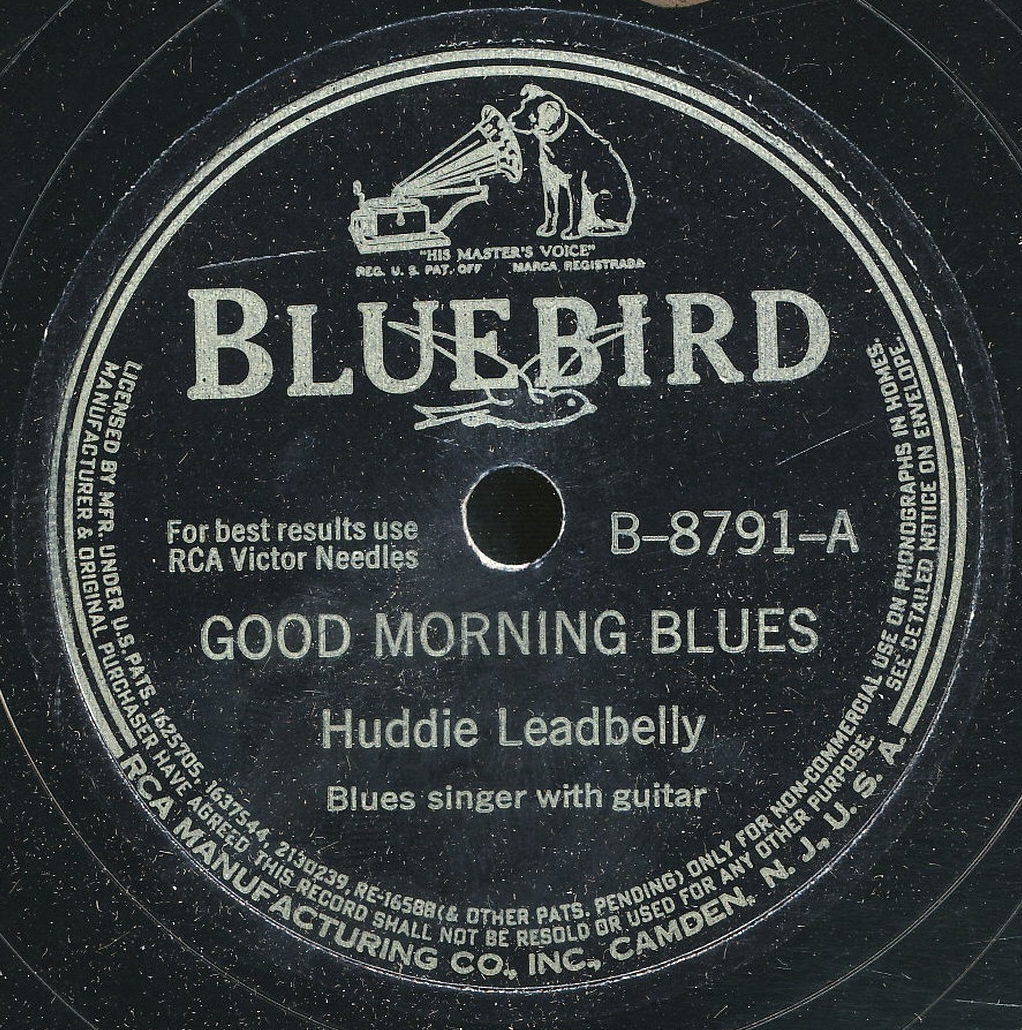 "HIS MASTER'S VOICE"
REG. U. S. PAT. OFF MARCA REGISTRADA
BLUEBIRD
For best results use
RCA Victor Needles
B–8791–A
GOOD MORNING BLUES
Huddie Leadbelly
Blues singer with guitar
LICENSED BY MFR. UNDER U.S. PATS. 1625705, 1637544, 2130239, RE-16588 (& OTHER PATS. PENDING) ONLY FOR NON-COMMERCIAL USE ON PHONOGRAPHS IN HOMES.
MANUFACTURER & ORIGINAL PURCHASER HAVE AGREED THIS RECORD SHALL NOT BE RESOLD OR USED FOR ANY OTHER PURPOSE. SEE DETAILED NOTICE ON ENVELOPE.
RCA MANUFACTURING CO., INC., CAMDEN, N. J., U. S. A.